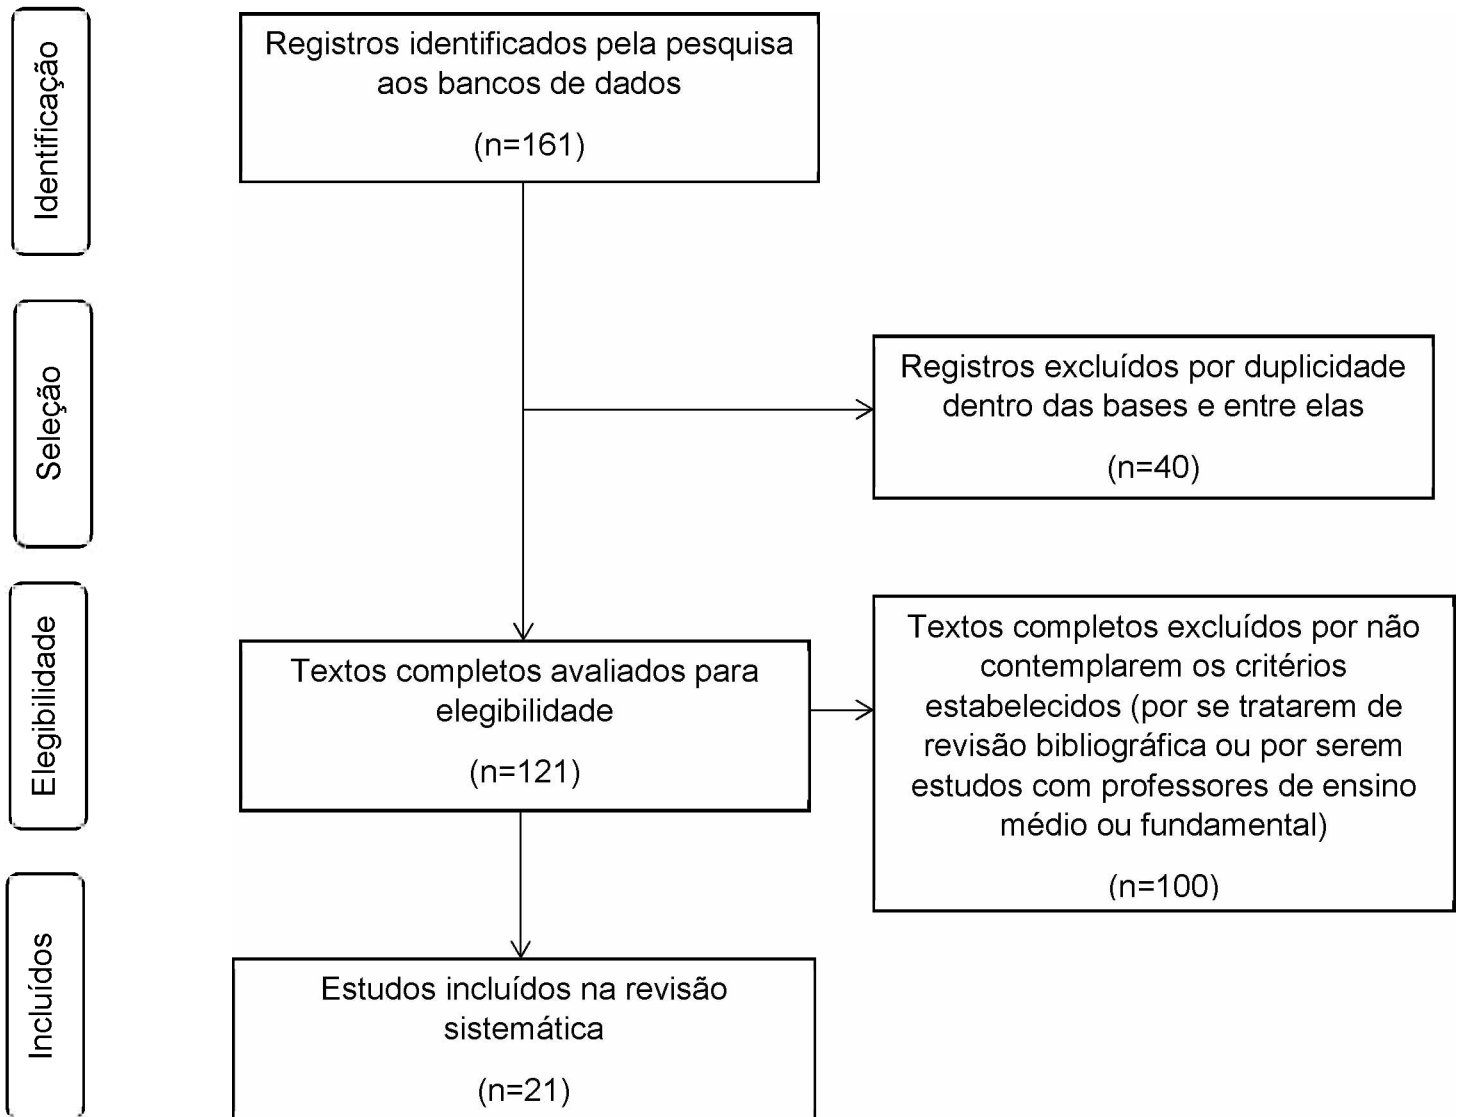 Identificação
Registros identificados pela pesquisa
aos bancos de dados
(n=161)
Seleção
Registros excluídos por duplicidade
dentro das bases e entre elas
(n=40)
Elegibilidade
Textos completos avaliados para
elegibilidade
(n=121)
Textos completos excluídos por não
contemplarem os critérios
estabelecidos (por se tratarem de
revisão bibliográfica ou por serem
estudos com professores de ensino
médio ou fundamental)
(n=100)
Incluídos
Estudos incluídos na revisão
sistemática
(n=21)